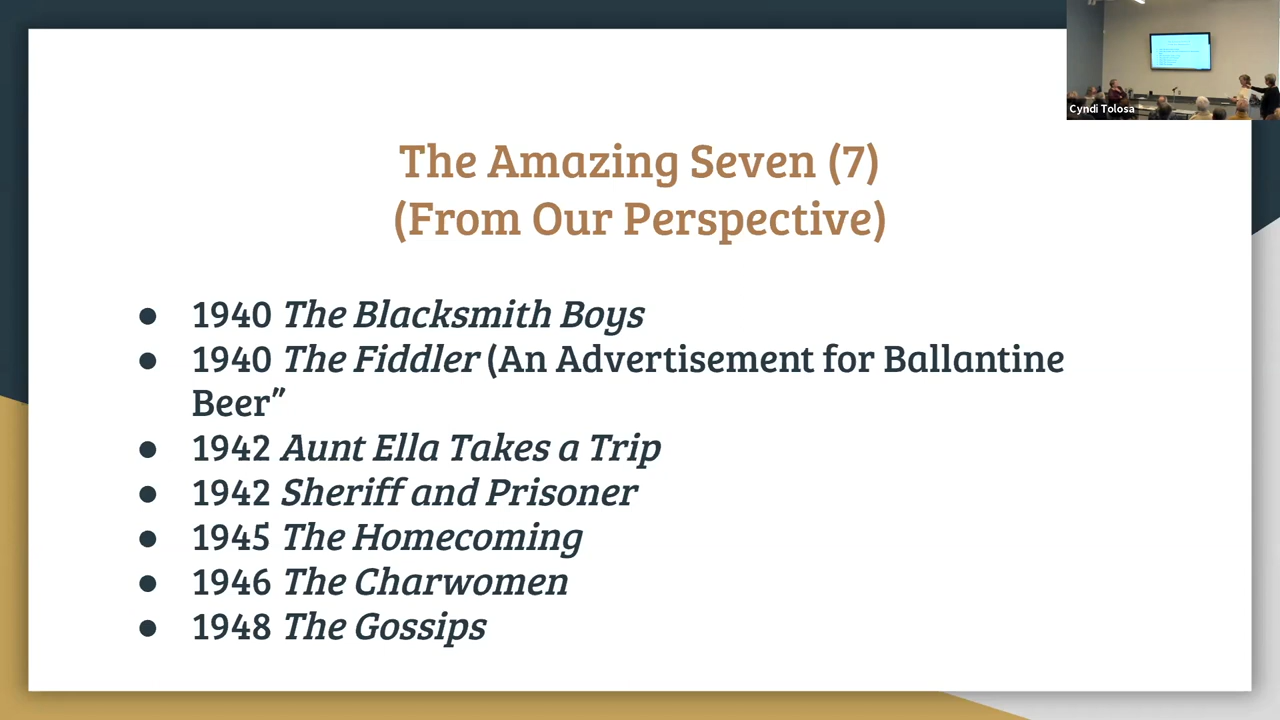 Cyndi Tolosa
The Amazing Seven (7)
(From Our Perspective)
● 1940 The Blacksmith Boys
● 1940 The Fiddler (An Advertisement for Ballantine
Beer”
● 1942 Aunt Ella Takes a Trip
● 1942 Sheriff and Prisoner
● 1945 The Homecoming
● 1946 The Charwomen
● 1948 The Gossips